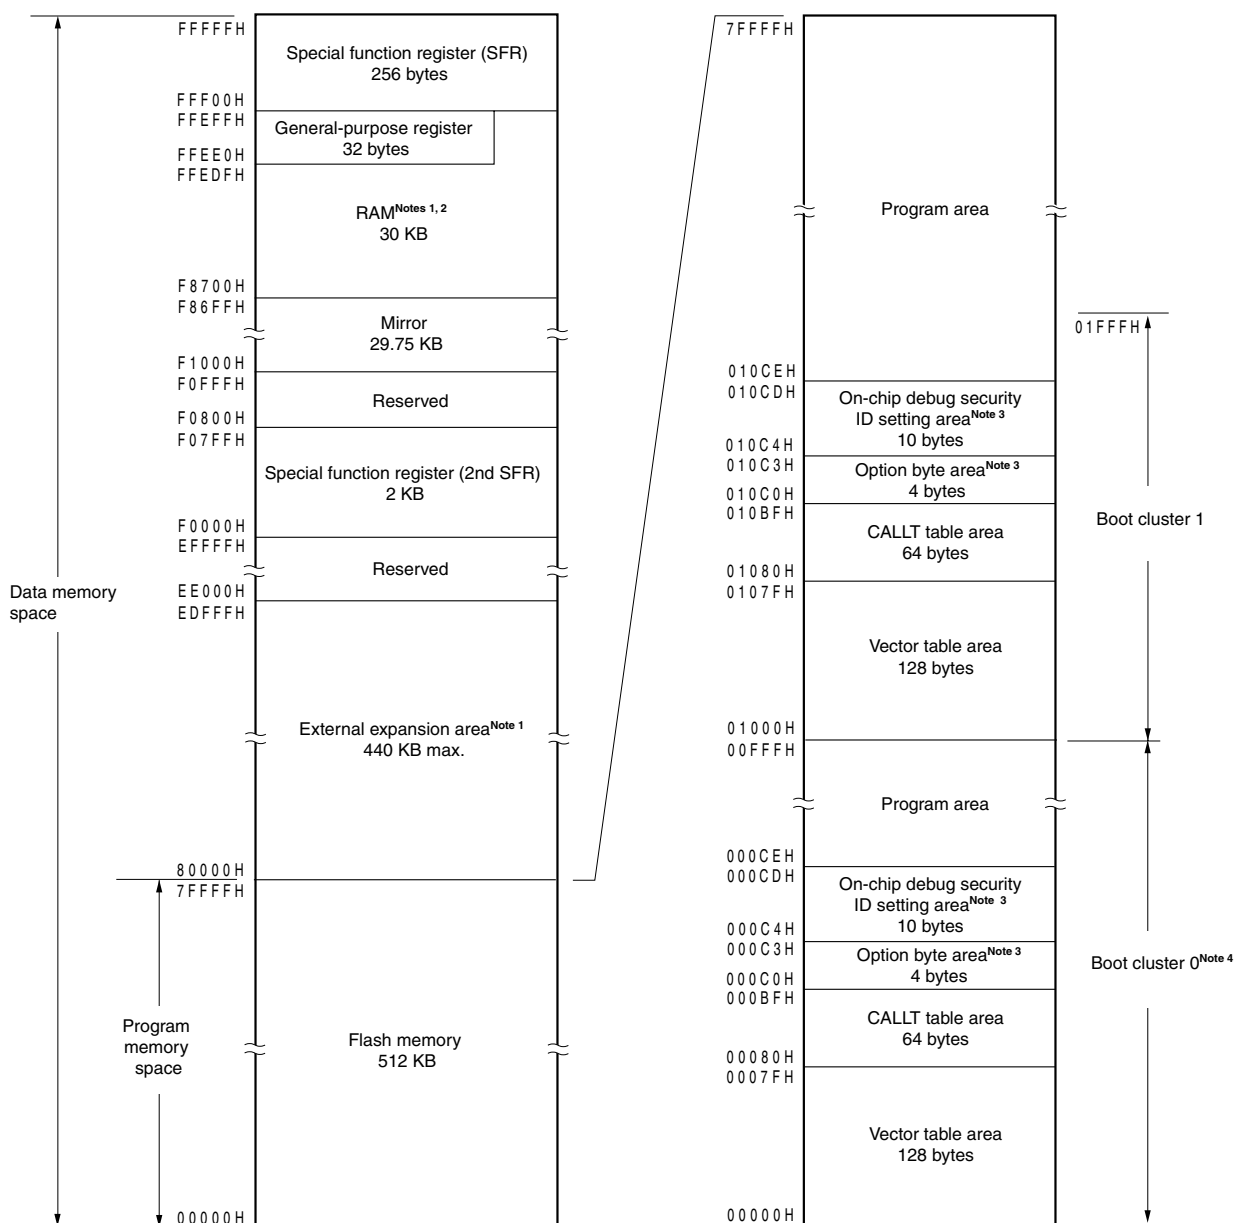 FFFFFH
Special function register (SFR)
256 bytes
FFF00H
FFEFFH
General-purpose register
32 bytes
FFEE0H
FFEDFH
RAMNotes 1, 2
30 KB
F8700H
F86FFH
Mirror
29.75 KB
F1000H
F0FFFH
Reserved
F0800H
F07FFH
Special function register (2nd SFR)
2 KB
F0000H
EFFFFH
Reserved
EE000H
EDFFFH
Data memory
space
External expansion areaNote 1
440 KB max.
80000H
7FFFFH
Program
memory
space
Flash memory
512 KB
00000H
7FFFFH
Program area
01FFFH
010CEH
010CDH
On-chip debug security
ID setting areaNote 3
10 bytes
010C4H
010C3H
Option byte areaNote 3
4 bytes
010C0H
010BFH
CALLT table area
64 bytes
Boot cluster 1
01080H
0107FH
Vector table area
128 bytes
01000H
00FFFH
Program area
000CEH
000CDH
On-chip debug security
ID setting areaNote 3
10 bytes
000C4H
000C3H
Option byte areaNote 3
4 bytes
Boot cluster 0Note 4
000C0H
000BFH
CALLT table area
64 bytes
00080H
0007FH
Vector table area
128 bytes
00000H